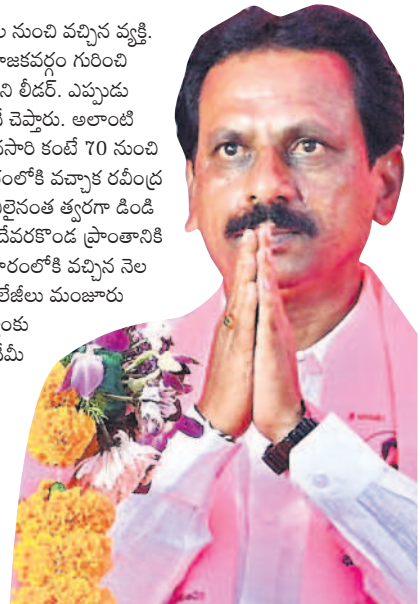 ల నుంచి వచ్చిన వ్యక్తి.
జకవర్గం గురించి
ని లీడర్. ఎప్పుడు
చెప్తారు. అలాంటి
సారి కంటే 70 నుంచి
ంలోకి వచ్చాక రవీంద్ర
లైనంత త్వరగా డిండి
దేవరకొండ ప్రాంతానికి
ారంలోకి వచ్చిన నెల
లేజీలు మంజూరు
ంకు